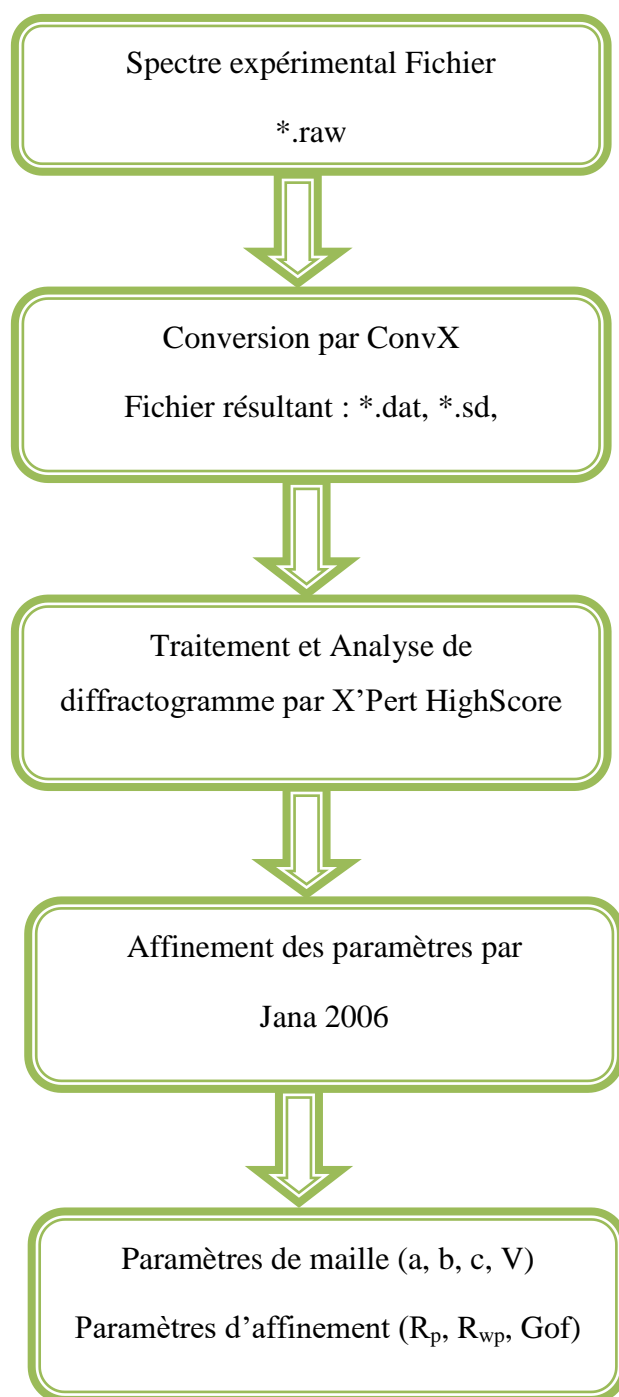 Spectre expérimental Fichier
*.raw
Conversion par ConvX
Fichier résultant : *.dat, *.sd,
Traitement et Analyse de
diffractogramme par X’Pert HighScore
Affinement des paramètres par
Jana 2006
Paramètres de maille (a, b, c, V)
Paramètres d’affinement (Rp, Rwp, Gof)